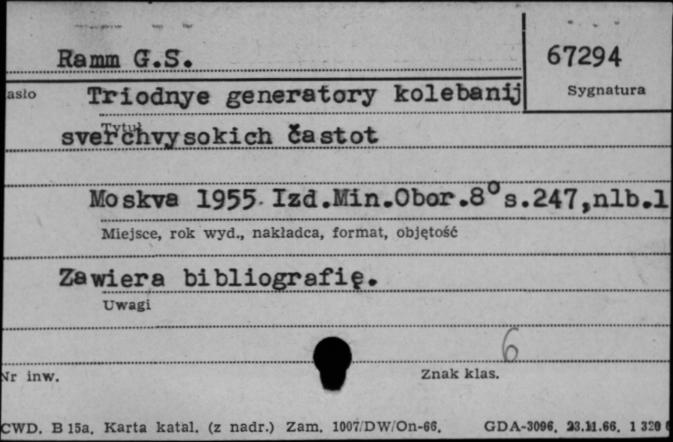 Ramm G.S.
67294
Sygnatura
asło
Triodnye generatory kolebanij
Tytuł
sverchvysokich častot
Moskva 1955. Izd.Min.Obor.8° s.247,nlb.1
Miejsce, rok wyd., nakładca, format, objętość
Zawiera bibliografię.
Uwagi
6
Nr inw.
Znak klas.
CWD. B 15a. Karta katal. (z nadr.) Zam. 1007/DW/On-66. GDA-3096. 23.11.66. 1 320